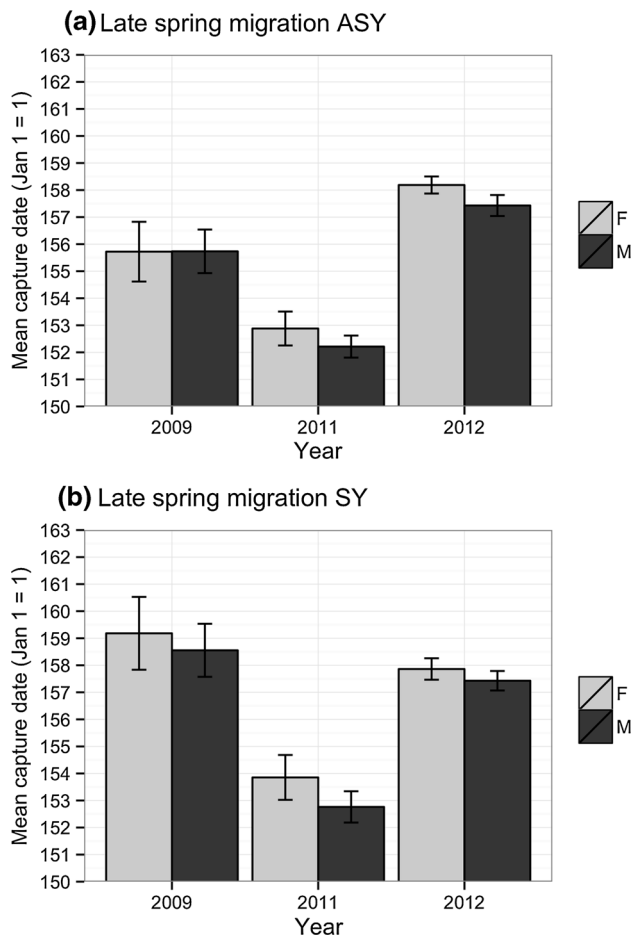 (a) Late spring migration ASY
Mean capture date (Jan 1 = 1)
163
162
161
160
159
158
157
156
155
154
153
152
151
150
2009 2011 2012
Year
F
M
(b) Late spring migration SY
Mean capture date (Jan 1 = 1)
163
162
161
160
159
158
157
156
155
154
153
152
151
150
2009 2011 2012
Year
F
M